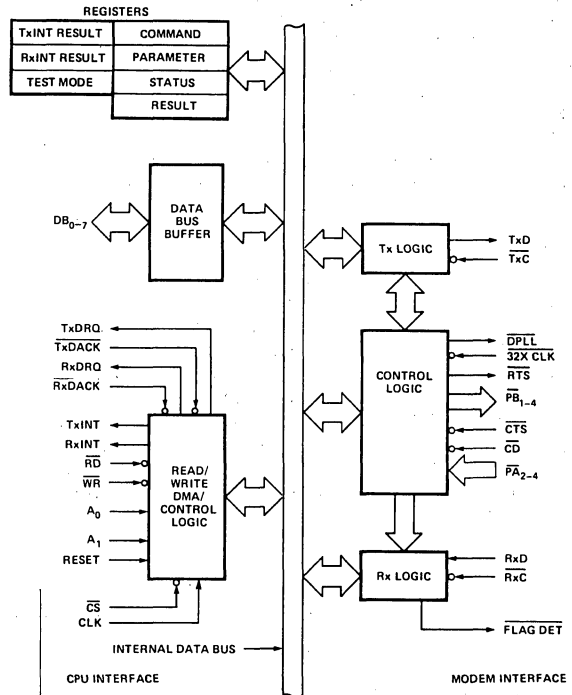 REGISTERS
TxINT RESULT
COMMAND
RxINT RESULT
PARAMETER
TEST MODE
STATUS
RESULT
DB0-7
DATA
BUS
BUFFER
TxDRQ
TxDACK
RxDRQ
RxDACK
TxINT
RxINT
RD
WR
A0
A1
RESET
CS
CLK
READ/
WRITE
DMA/
CONTROL
LOGIC
INTERNAL DATA BUS
CPU INTERFACE
Tx LOGIC
TxD
TxC
CONTROL
LOGIC
DPLL
32X CLK
RTS
PB1-4
CTS
CD
PA2-4
Rx LOGIC
RxD
RxC
FLAG DET
MODEM INTERFACE